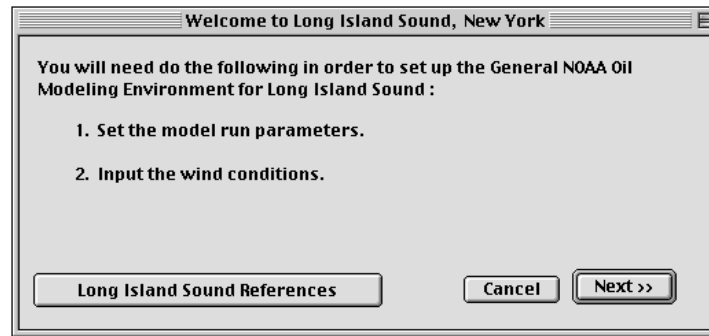 Welcome to Long Island Sound, New York
You will need do the following in order to set up the General NOAA Oil
Modeling Environment for Long Island Sound :
1. Set the model run parameters.
2. Input the wind conditions.
Long Island Sound References
Cancel
Next >>